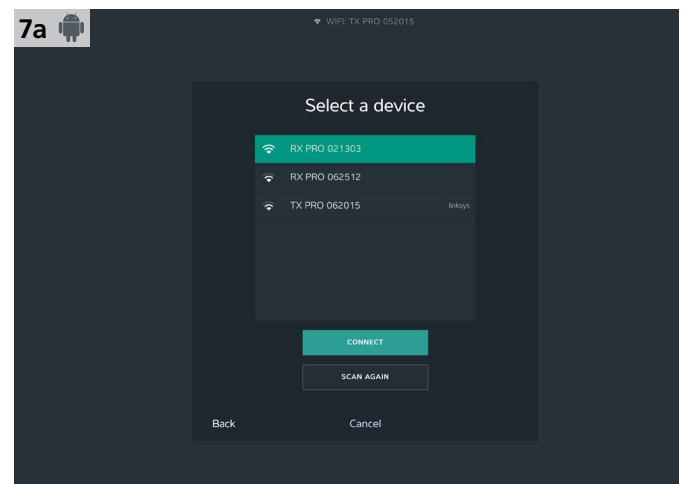 7a
WIFI: TX PRO 052015
Select a device
RX PRO 021303
RX PRO 062512
TX PRO 062015 linksys
CONNECT
SCAN AGAIN
Back Cancel